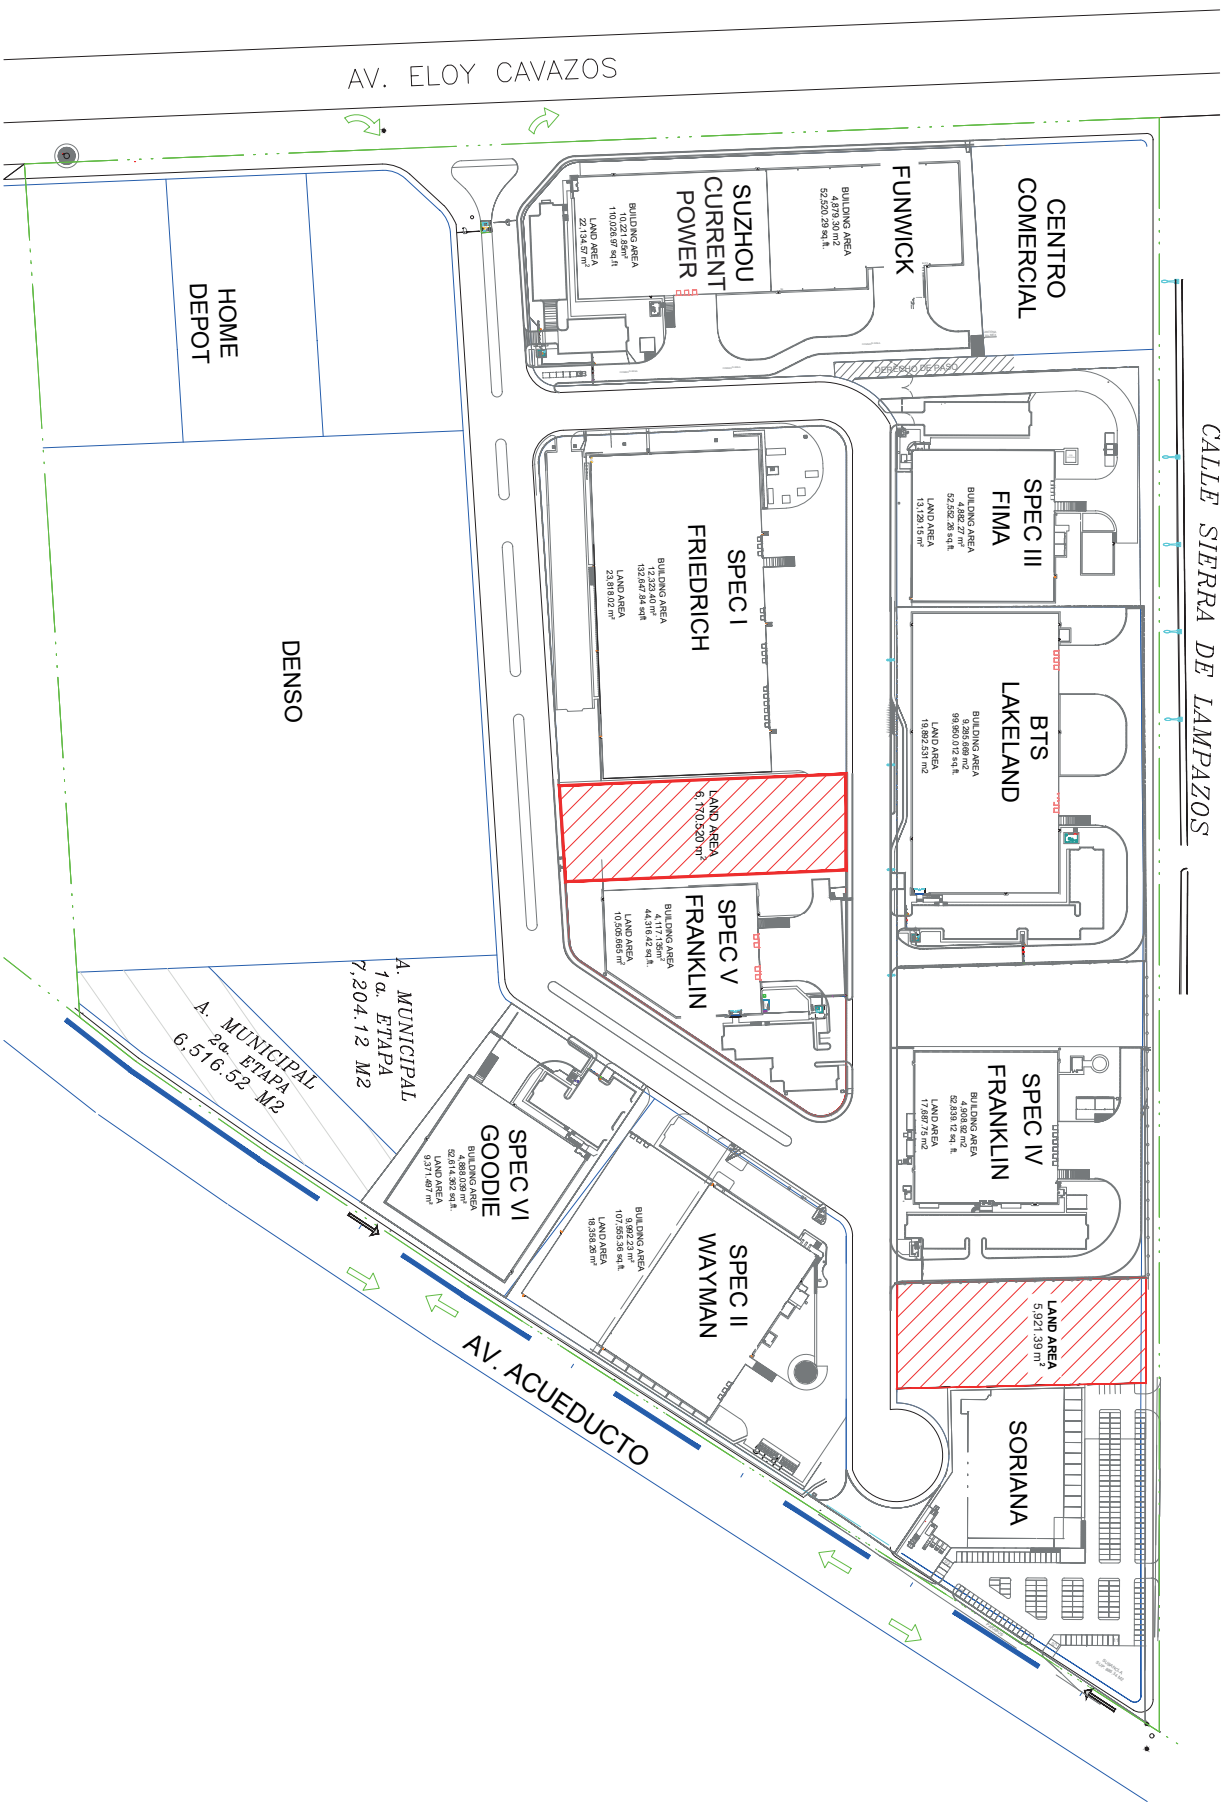 AV. ELOY CAVAZOS
CALLE SIERRA DE LAMPAZOS
CENTRO
COMERCIAL
FUNWICK
BUILDING AREA
4,879.30 m2
52,520.29 sq.ft.
SUZHOU
CURRENT
POWER
BUILDING AREA
10,221.85m²
110,026.97 sq.ft
LAND AREA
22,134.57 m²
HOME
DEPOT
DERECHO DE PASO
SPEC III
FIMA
BUILDING AREA
4,882.27 m²
52,552.26 sq.ft.
LAND AREA
13,129.15 m²
SPEC I
FRIEDRICH
BUILDING AREA
12,323.40 m²
132,647.84 sq.ft
LAND AREA
23,818.02 m²
BTS
LAKELAND
BUILDING AREA
9,285.669 m2
99,950.012 sq.ft.
LAND AREA
19,892.531 m2
DENSO
LAND AREA
6,170.520 m²
SPEC V
FRANKLIN
BUILDING AREA
4,117.135m²
44,316.42 sq.ft.
LAND AREA
10,505.665 m²
A. MUNICIPAL
1a. ETAPA
7,204.12 M2
A. MUNICIPAL
2a. ETAPA
6,516.52 M2
SPEC IV
FRANKLIN
BUILDING AREA
4,908.92 m2
52,839.12 sq.ft.
LAND AREA
17,687.75 m²
SPEC VI
GOODIE
BUILDING AREA
4,888.039 m²
52,614.362 sq.ft.
LAND AREA
9,371.497 m²
SPEC II
WAYMAN
BUILDING AREA
9,992.23 m²
107,555.36 sq.ft.
LAND AREA
18,358.26 m²
LAND AREA
5,921.39 m²
SORIANA
AV. ACUEDUCTO